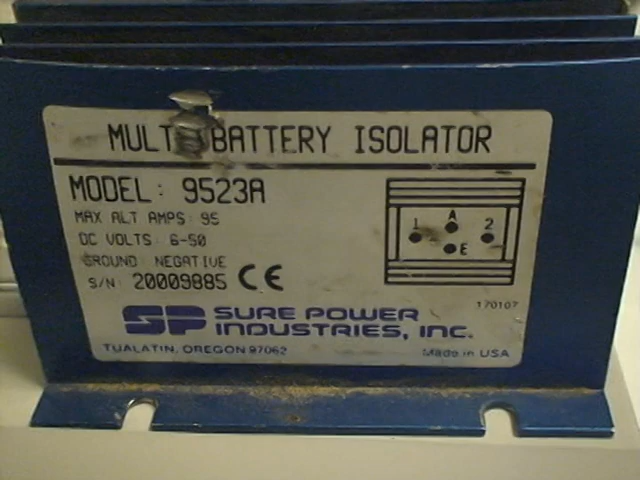 MULTI BATTERY ISOLATOR
MODEL: 9523A
MAX ALT AMPS: 95
DC VOLTS: 6-50
GROUND: NEGATIVE
S/N: 20009885 CE
A
1 2
E
170107
SP SURE POWER
INDUSTRIES, INC.
TUALATIN, OREGON 97062
Made in USA